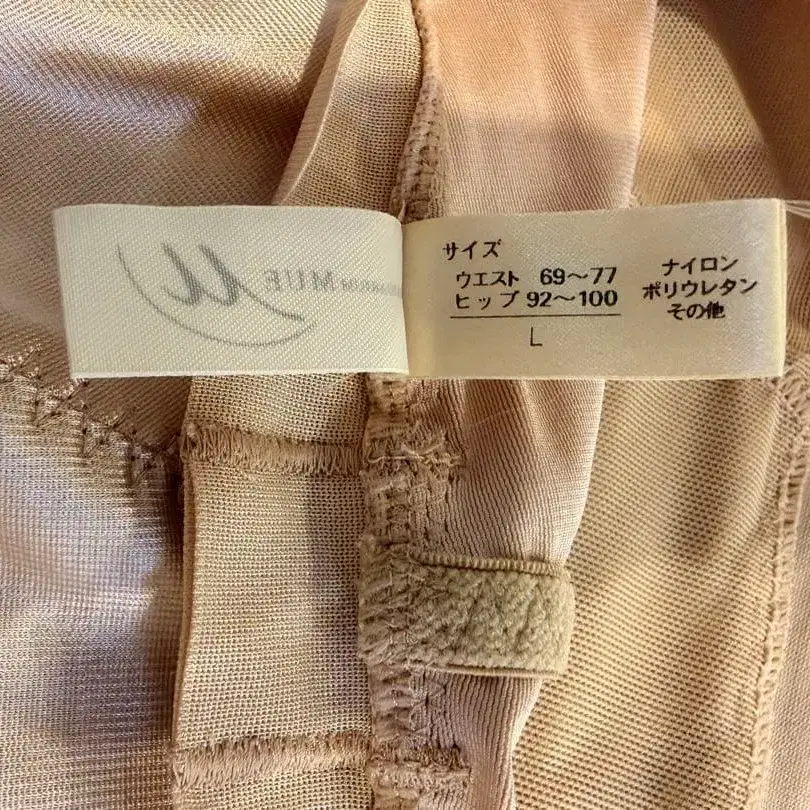 MUE
サイズ
ウエスト 69〜77
ヒップ 92〜100
L
ナイロン
ポリウレタン
その他